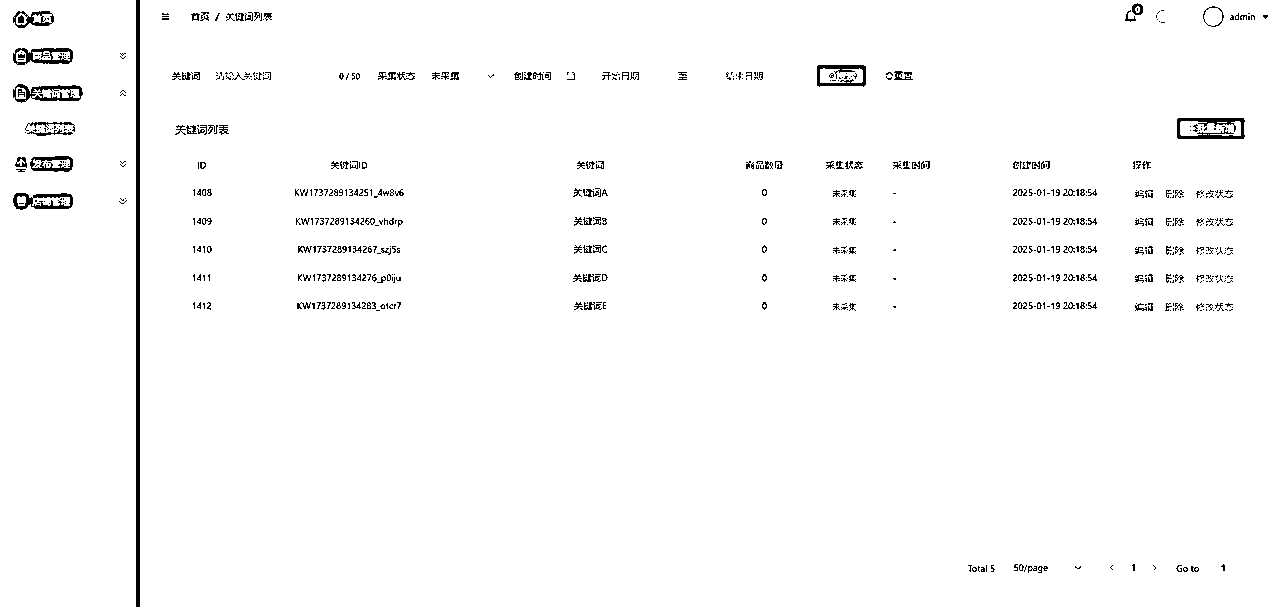 首页
商品管理
关键词管理
关键词列表
发布管理
店铺管理
首页 / 关键词列表
0
admin
关键词 请输入关键词 0 / 50 采集状态 未采集 创建时间 开始日期 至 结束日期 搜索 重置
关键词列表
批量新增
ID 关键词ID 关键词 商品数量 采集状态 采集时间 创建时间 操作
1408 KW1737289134251_4w8v6 关键词A 0 未采集 - 2025-01-19 20:18:54 编辑 删除 修改状态
1409 KW1737289134260_vhdrp 关键词B 0 未采集 - 2025-01-19 20:18:54 编辑 删除 修改状态
1410 KW1737289134267_szj5s 关键词C 0 未采集 - 2025-01-19 20:18:54 编辑 删除 修改状态
1411 KW1737289134276_p0iju 关键词D 0 未采集 - 2025-01-19 20:18:54 编辑 删除 修改状态
1412 KW1737289134283_otcr7 关键词E 0 未采集 - 2025-01-19 20:18:54 编辑 删除 修改状态
Total 5 50/page 1 Go to 1